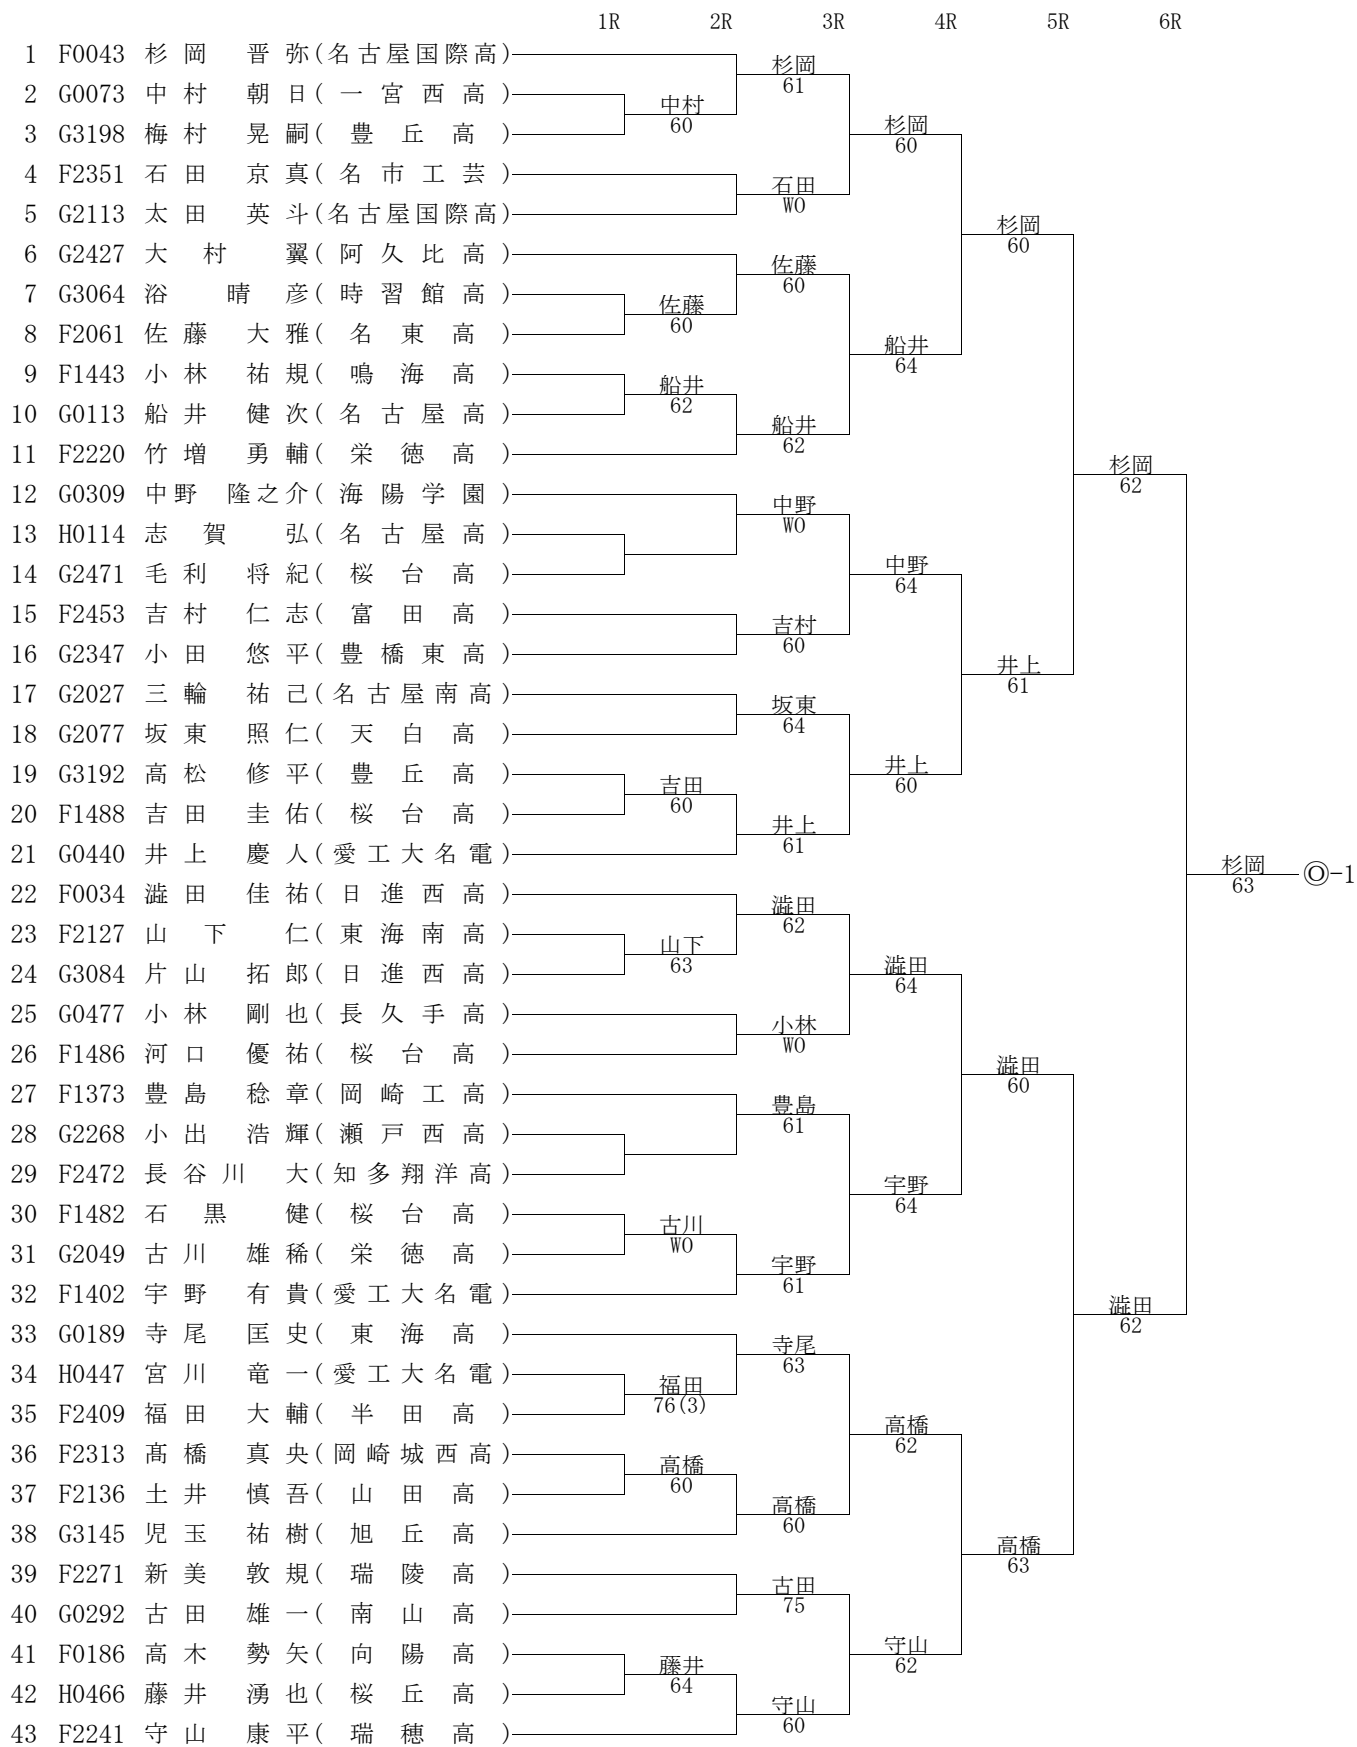 1R 2R 3R 4R 5R 6R
1 F0043 杉岡 晋弥(名古屋国際高)
杉岡
61
2 G0073 中村 朝日(一宮西高)
中村
60
3 G3198 梅村 晃嗣(豊丘高)
杉岡
60
4 F2351 石田 京真(名市工芸)
石田
WO
5 G2113 太田 英斗(名古屋国際高)
杉岡
60
6 G2427 大村 翼(阿久比高)
佐藤
60
7 G3064 浴 晴彦(時習館高)
佐藤
60
8 F2061 佐藤 大雅(名東高)
船井
64
9 F1443 小林 祐規(鳴海高)
船井
62
10 G0113 船井 健次(名古屋高)
船井
62
11 F2220 竹増 勇輔(栄徳高)
杉岡
62
12 G0309 中野 隆之介(海陽学園)
中野
WO
13 H0114 志賀 弘(名古屋高)
14 G2471 毛利 将紀(桜台高)
中野
64
15 F2453 吉村 仁志(富田高)
吉村
60
16 G2347 小田 悠平(豊橋東高)
井上
61
17 G2027 三輪 祐己(名古屋南高)
坂東
64
18 G2077 坂東 照仁(天白高)
19 G3192 高松 修平(豊丘高)
井上
60
吉田
60
20 F1488 吉田 圭佑(桜台高)
井上
61
21 G0440 井上 慶人(愛工大名電)
杉岡
63
◎-1
22 F0034 澁田 佳祐(日進西高)
澁田
62
23 F2127 山下 仁(東海南高)
山下
63
24 G3084 片山 拓郎(日進西高)
澁田
64
25 G0477 小林 剛也(長久手高)
小林
WO
26 F1486 河口 優祐(桜台高)
澁田
60
27 F1373 豊島 稔章(岡崎工高)
豊島
61
28 G2268 小出 浩輝(瀬戸西高)
29 F2472 長谷川 大(知多翔洋高)
宇野
64
30 F1482 石黒 健(桜台高)
古川
WO
31 G2049 古川 雄稀(栄徳高)
宇野
61
32 F1402 宇野 有貴(愛工大名電)
澁田
62
33 G0189 寺尾 匡史(東海高)
寺尾
63
34 H0447 宮川 竜一(愛工大名電)
福田
76(3)
35 F2409 福田 大輔(半田高)
高橋
62
36 F2313 髙橋 真央(岡崎城西高)
高橋
60
37 F2136 土井 慎吾(山田高)
高橋
60
38 G3145 児玉 祐樹(旭丘高)
高橋
63
39 F2271 新美 敦規(瑞陵高)
古田
75
40 G0292 古田 雄一(南山高)
41 F0186 高木 勢矢(向陽高)
守山
62
藤井
64
42 H0466 藤井 湧也(桜丘高)
守山
60
43 F2241 守山 康平(瑞穂高)